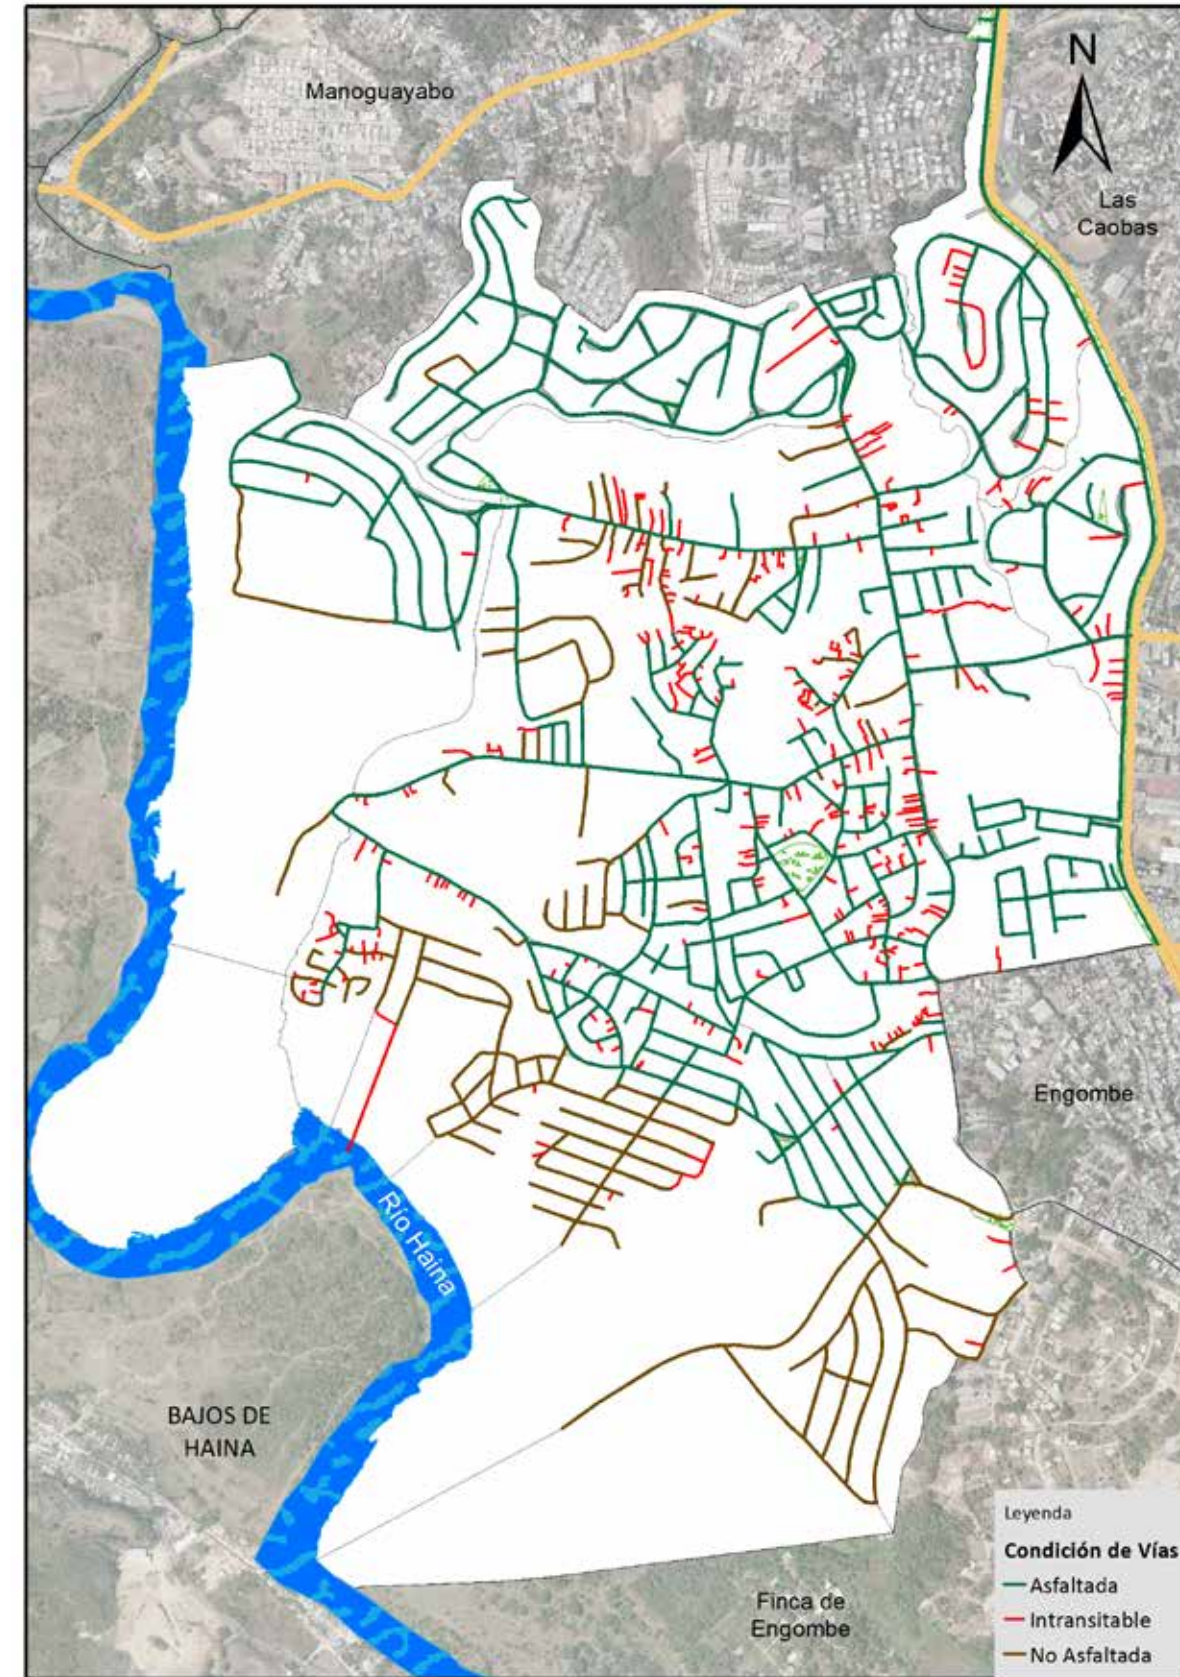 Manoguayabo
N
Las
Caobas
Engombe
Río Haina
BAJOS DE
HAINA
Finca de
Engombe
Leyenda
Condición de Vías
Asfaltada
Intransitable
No Asfaltada